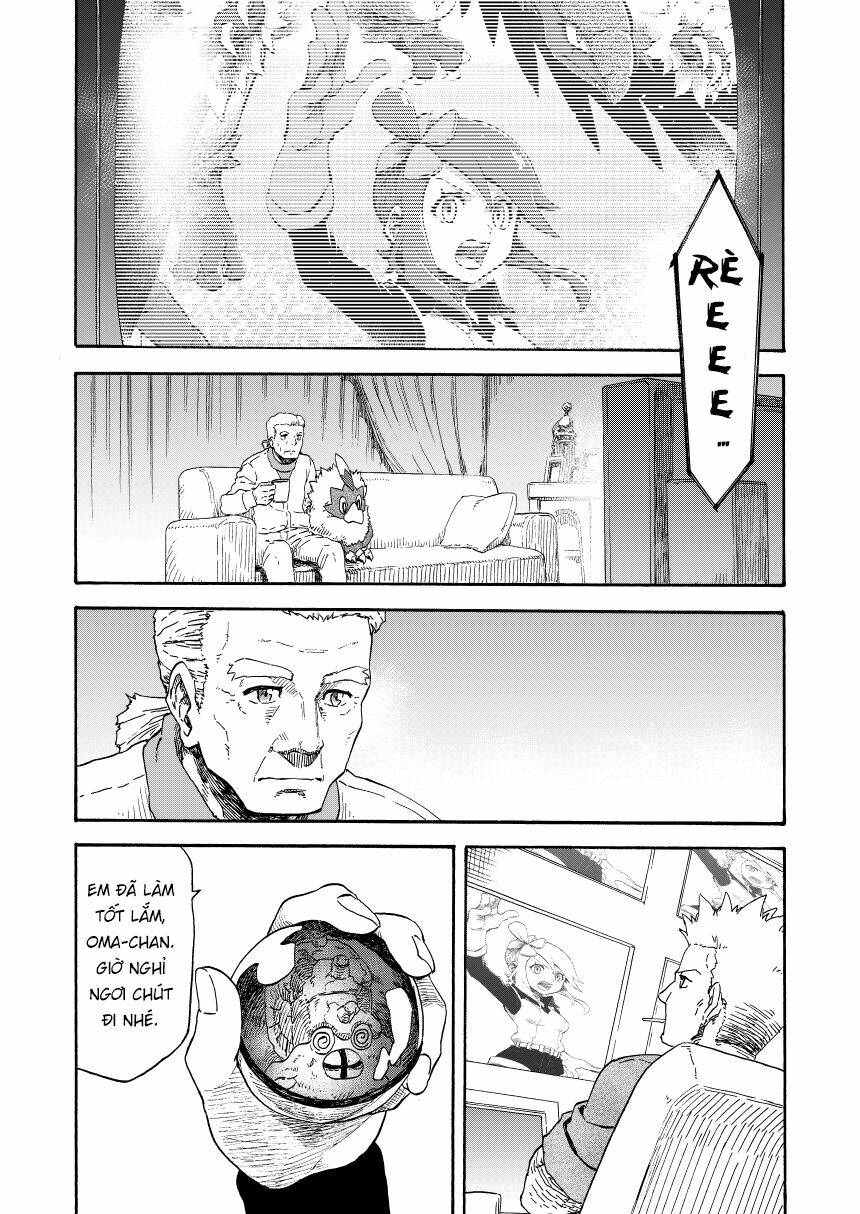 RÈ
E
E
E
...
EM ĐÃ LÀM
TỐT LẮM,
OMA-CHAN.
GIỜ NGHỈ
NGƠI CHÚT
ĐI NHÉ.